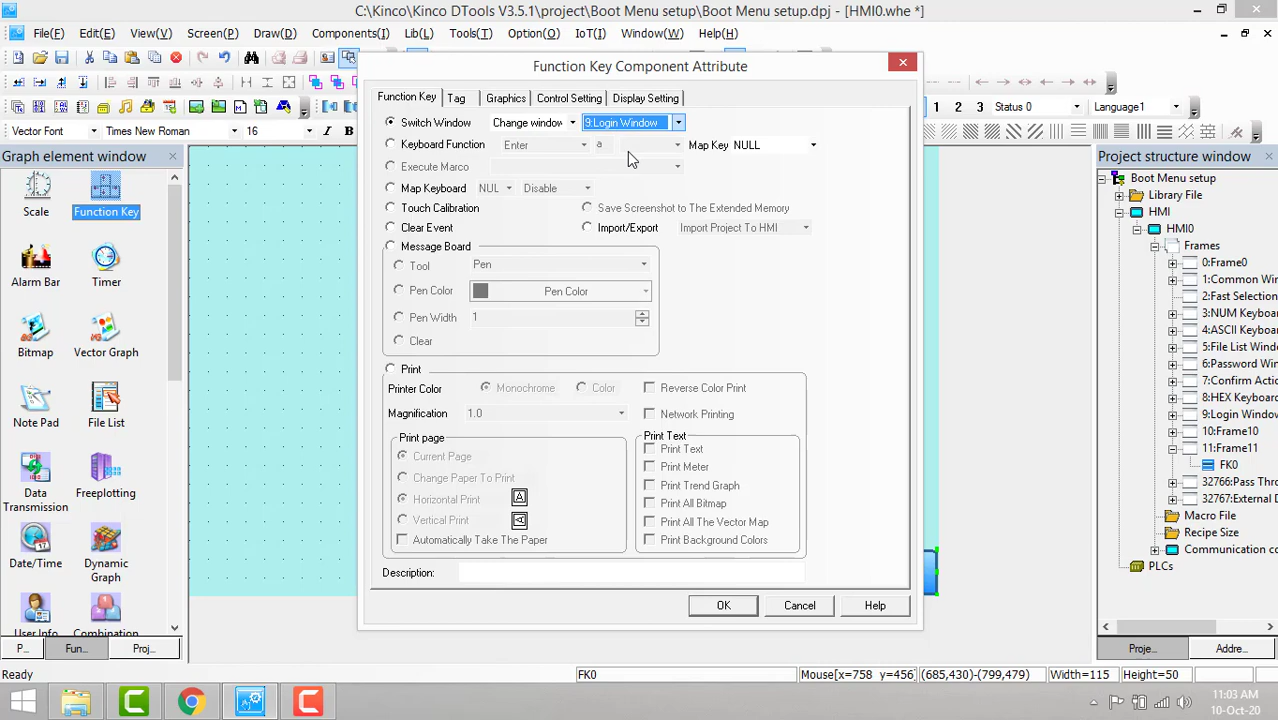 C:\Kinco\Kinco DTools V3.5.1\project\Boot Menu setup\Boot Menu setup.dpj - [HMI0.whe *]
File(F) Edit(E) View(V) Screen(P) Draw(D) Components(I) Lib(L) Tools(T) Option(O) IoT(I) Window(W) Help(H)
1 2 3 Status 0 Language1
Vector Font Times New Roman 16
Function Key Component Attribute
Function Key Tag Graphics Control Setting Display Setting
Switch Window Change window 9:Login Window
Keyboard Function Enter a Map Key NULL
Execute Marco
Map Keyboard NUL Disable
Touch Calibration Save Screenshot to The Extended Memory
Clear Event Import/Export Import Project To HMI
Message Board
Tool Pen
Pen Color Pen Color
Pen Width 1
Clear
Print
Printer Color Monochrome Color Reverse Color Print
Magnification 1.0 Network Printing
Print page Print Text
Current Page Print Text
Change Paper To Print Print Meter
Horizontal Print A Print Trend Graph
Print All Bitmap
Vertical Print A Print All The Vector Map
Automatically Take The Paper Print Background Colors
Description:
OK Cancel Help
Graph element window
Scale Function Key
Alarm Bar Timer
Bitmap Vector Graph
Note Pad File List
Data Transmission Freeplotting
Date/Time Dynamic Graph
User Info Combination
P... Fun... Proj...
Project structure window
Boot Menu setup
Library File
HMI
HMI0
Frames
0:Frame0
1:Common Win
2:Fast Selection
3:NUM Keyboar
4:ASCII Keyboa
5:File List Wind
6:Password Win
7:Confirm Actio
8:HEX Keyboard
9:Login Window
10:Frame10
11:Frame11
FK0
32766:Pass Thro
32767:External D
Macro File
Recipe Size
Communication co
PLCs
Proje... Addre...
Ready FK0 Mouse[x=758 y=456] (685,430)-(799,479) Width=115 Height=50
11:03 AM
10-Oct-20